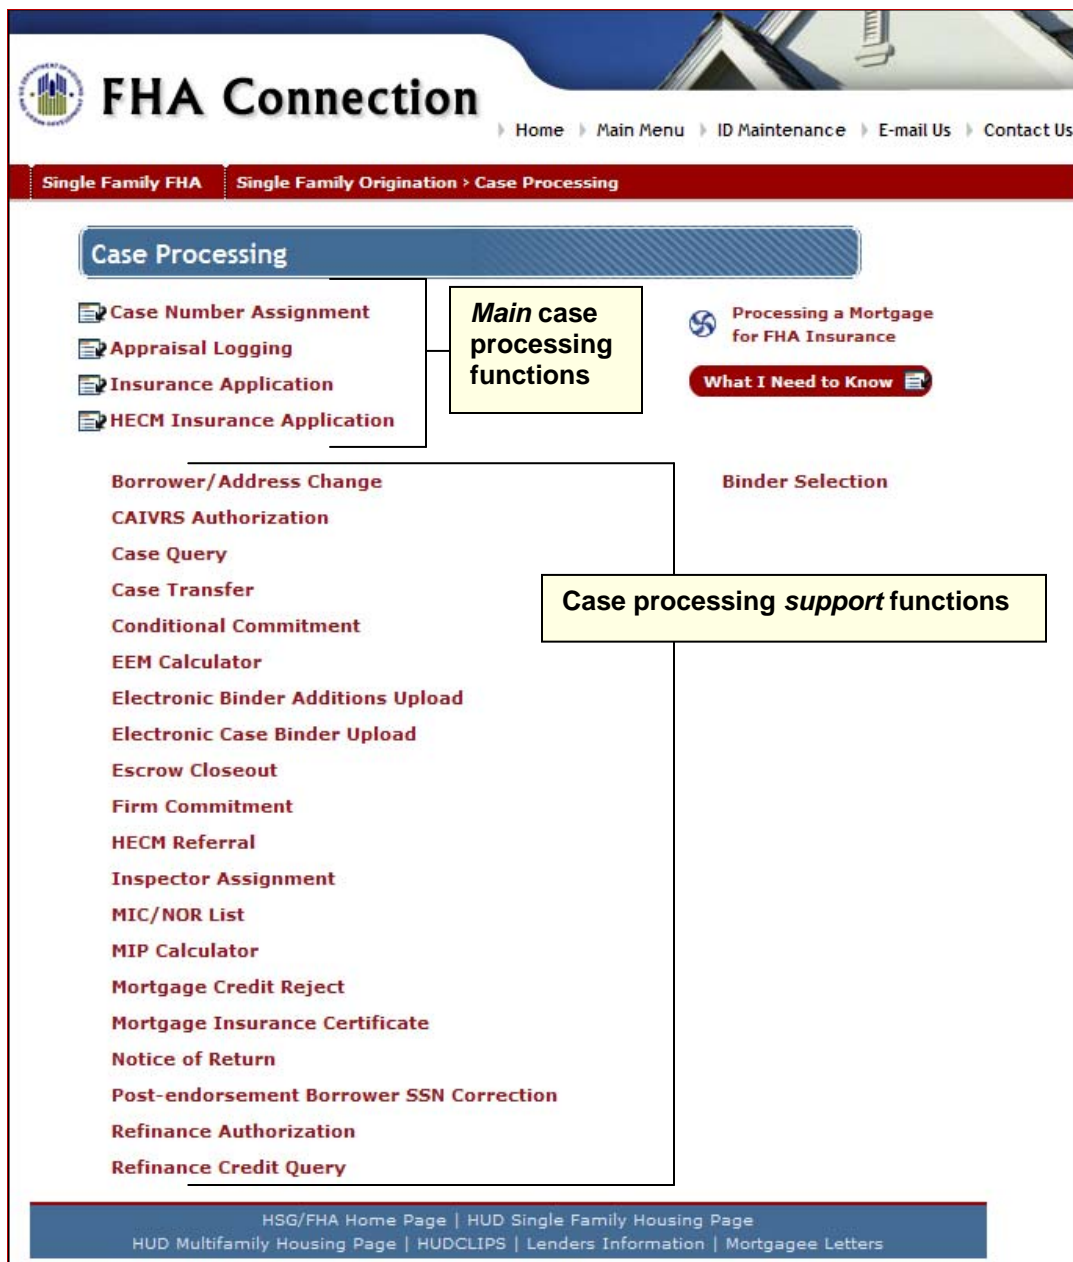 FHA Connection
Home Main Menu ID Maintenance E-mail Us Contact Us
Single Family FHA Single Family Origination > Case Processing
Case Processing
Case Number Assignment
Appraisal Logging
Insurance Application
HECM Insurance Application
Main case
processing
functions
Processing a Mortgage
for FHA Insurance
What I Need to Know
Borrower/Address Change
CAIVRS Authorization
Case Query
Case Transfer
Conditional Commitment
EEM Calculator
Electronic Binder Additions Upload
Electronic Case Binder Upload
Escrow Closeout
Firm Commitment
HECM Referral
Inspector Assignment
MIC/NOR List
MIP Calculator
Mortgage Credit Reject
Mortgage Insurance Certificate
Notice of Return
Post-endorsement Borrower SSN Correction
Refinance Authorization
Refinance Credit Query
Binder Selection
Case processing support functions
HSG/FHA Home Page | HUD Single Family Housing Page
HUD Multifamily Housing Page | HUDCLIPS | Lenders Information | Mortgagee Letters